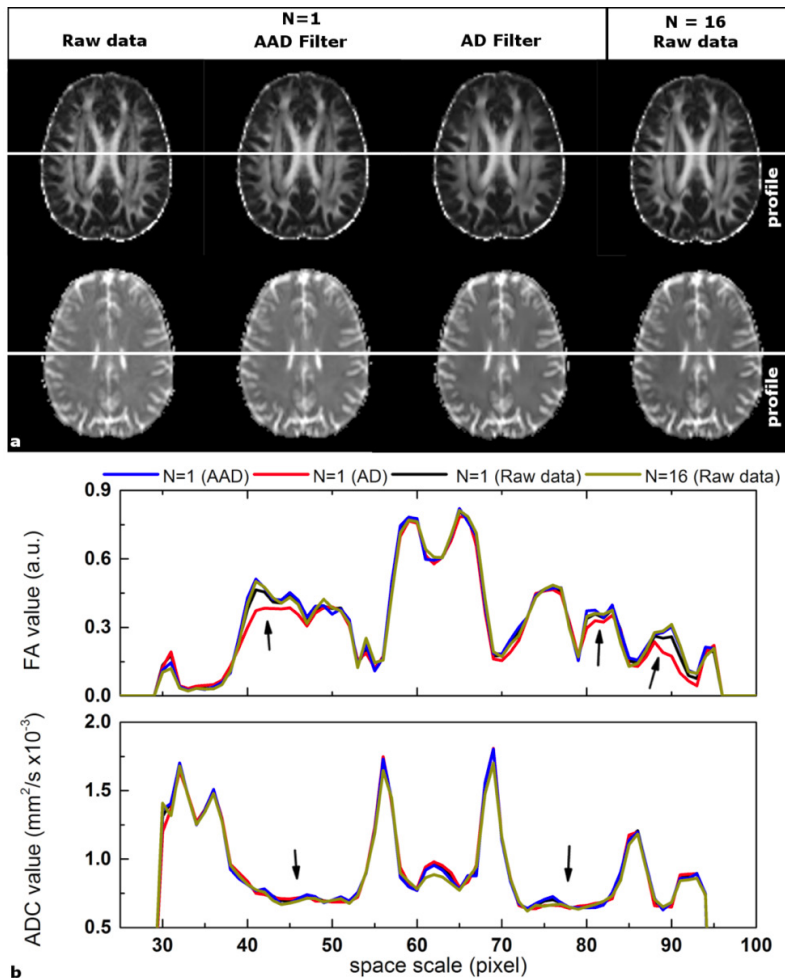 N=1
N = 16
Raw data
AAD Filter
AD Filter
Raw data
profile
profile
a
N=1 (AAD)
N=1 (AD)
N=1 (Raw data)
N=16 (Raw data)
0.9
0.6
0.3
0.0
FA value (a.u.)
2.0
1.5
1.0
0.5
ADC value (mm²/s x10⁻³)
30 40 50 60 70 80 90 100
space scale (pixel)
b